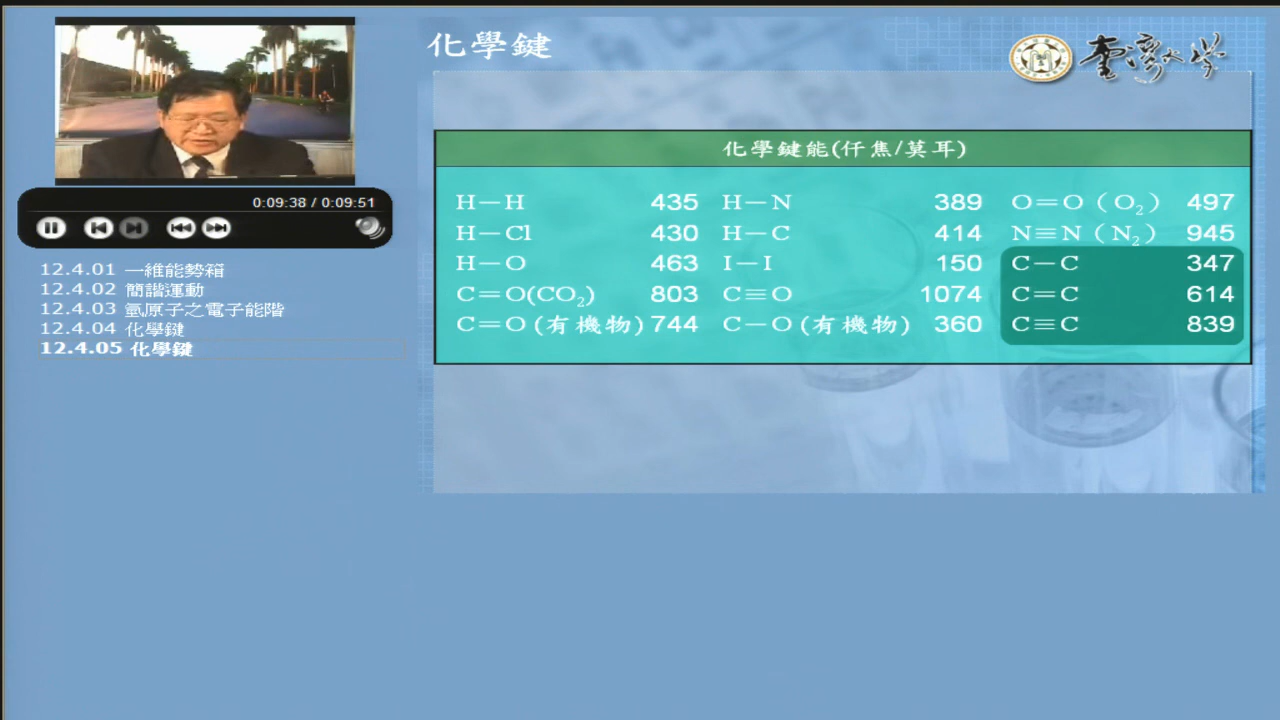 化學鍵
臺灣大學
0:09:38 / 0:09:51
12.4.01 一維能勢箱
12.4.02 簡諧運動
12.4.03 氫原子之電子能階
12.4.04 化學鍵
12.4.05 化學鍵
化學鍵能(仟焦/莫耳)
H－H 435 H－N 389 O＝O (O₂) 497
H－Cl 430 H－C 414 N≡N (N₂) 945
H－O 463 I－I 150 C－C 347
C＝O(CO₂) 803 C≡O 1074 C＝C 614
C＝O (有機物) 744 C－O (有機物) 360 C≡C 839